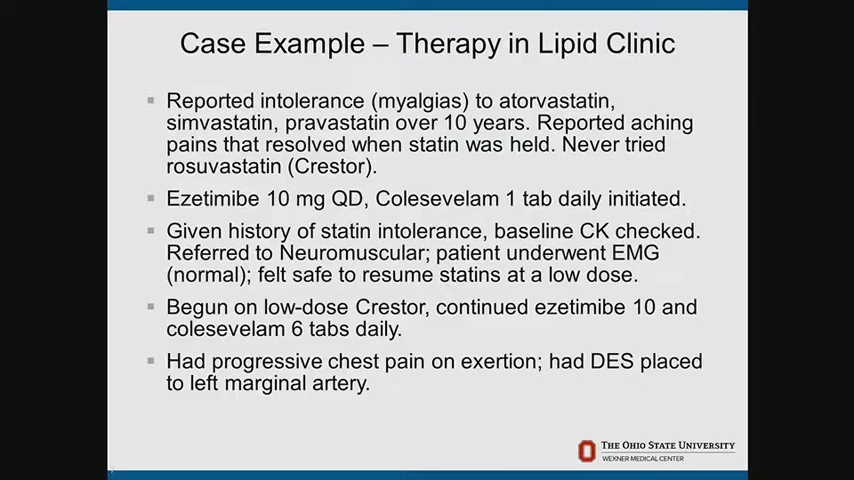 Case Example – Therapy in Lipid Clinic
Reported intolerance (myalgias) to atorvastatin,
simvastatin, pravastatin over 10 years. Reported aching
pains that resolved when statin was held. Never tried
rosuvastatin (Crestor).
Ezetimibe 10 mg QD, Colesevelam 1 tab daily initiated.
Given history of statin intolerance, baseline CK checked.
Referred to Neuromuscular; patient underwent EMG
(normal); felt safe to resume statins at a low dose.
Begun on low-dose Crestor, continued ezetimibe 10 and
colesevelam 6 tabs daily.
Had progressive chest pain on exertion; had DES placed
to left marginal artery.
THE OHIO STATE UNIVERSITY
WEXNER MEDICAL CENTER